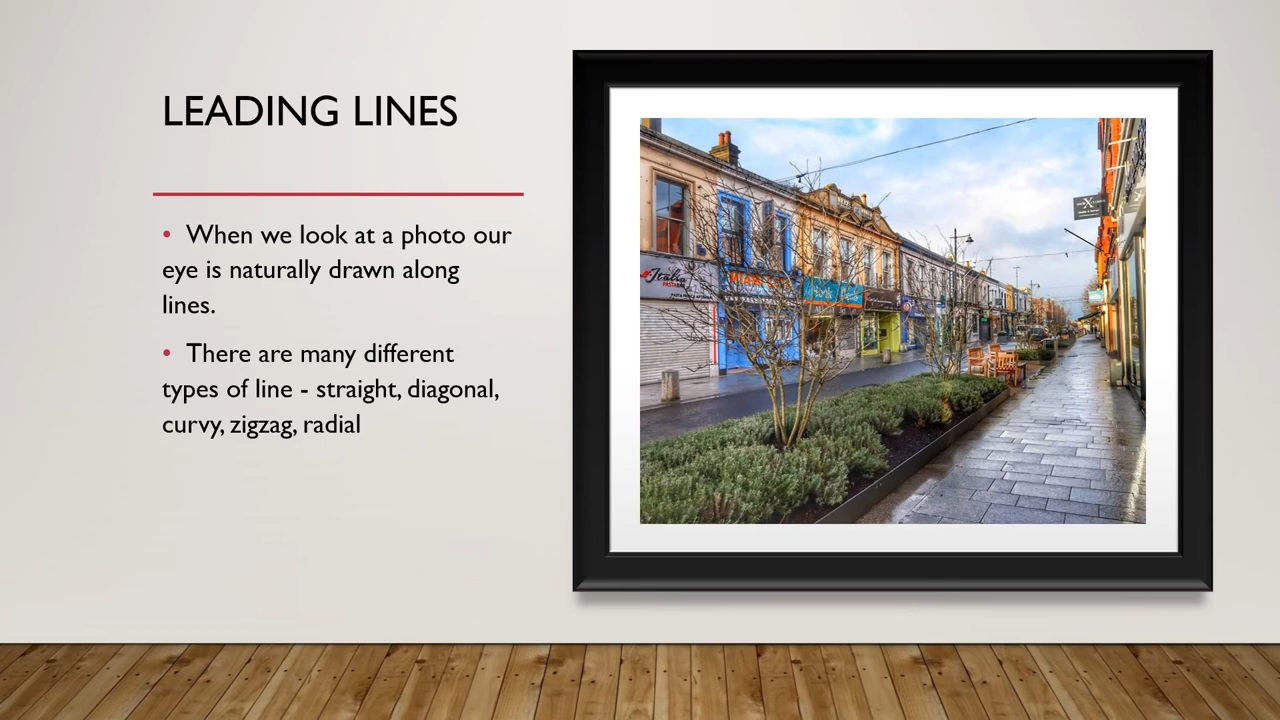 LEADING LINES
• When we look at a photo our
eye is naturally drawn along
lines.
• There are many different
types of line - straight, diagonal,
curvy, zigzag, radial
Italian